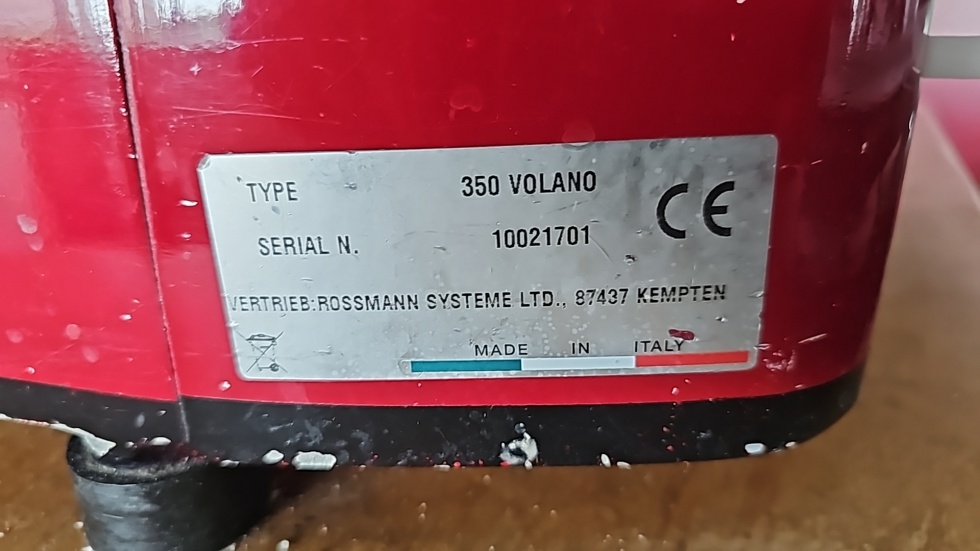 TYPE 350 VOLANO
CE
SERIAL N. 10021701
VERTRIEB:ROSSMANN SYSTEME LTD., 87437 KEMPTEN
MADE IN ITALY